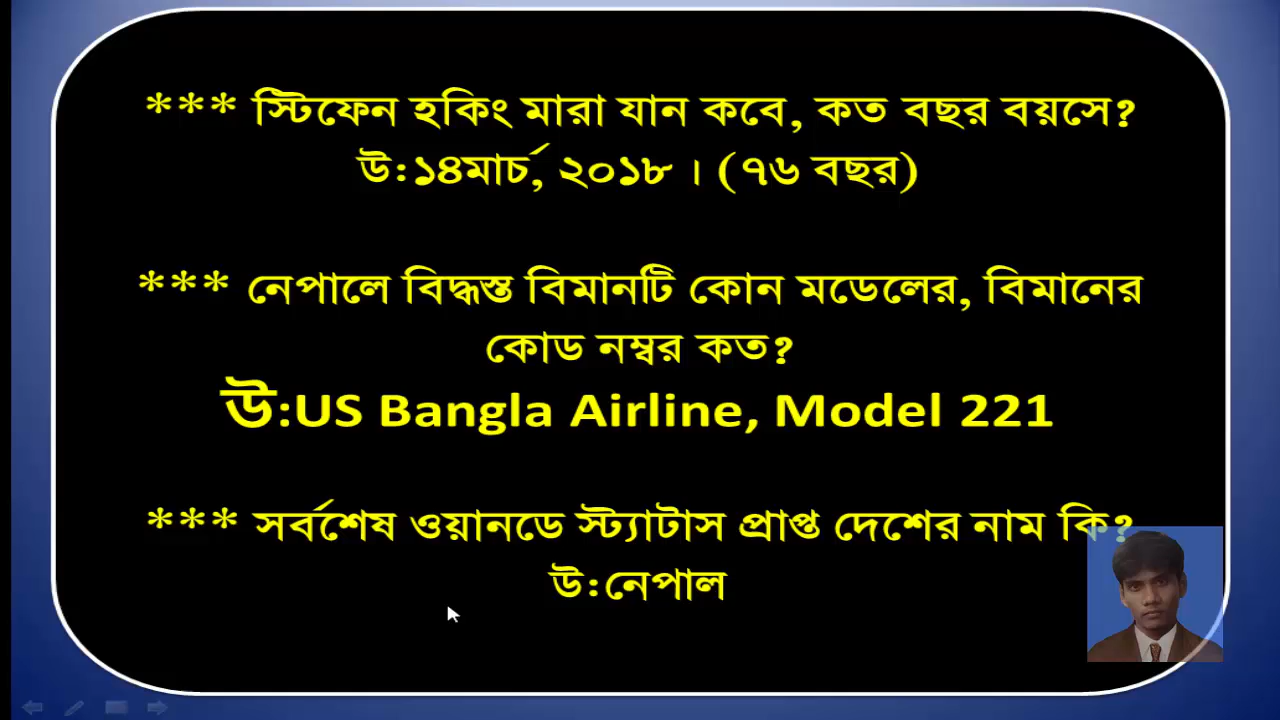 *** স্টিফেন হকিং মারা যান কবে, কত বছর বয়সে?
উ:১৪মার্চ, ২০১৮ । (৭৬ বছর)
*** নেপালে বিদ্ধস্ত বিমানটি কোন মডেলের, বিমানের
কোড নম্বর কত?
উ:US Bangla Airline, Model 221
*** সর্বশেষ ওয়ানডে স্ট্যাটাস প্রাপ্ত দেশের নাম কি?
উ:নেপাল